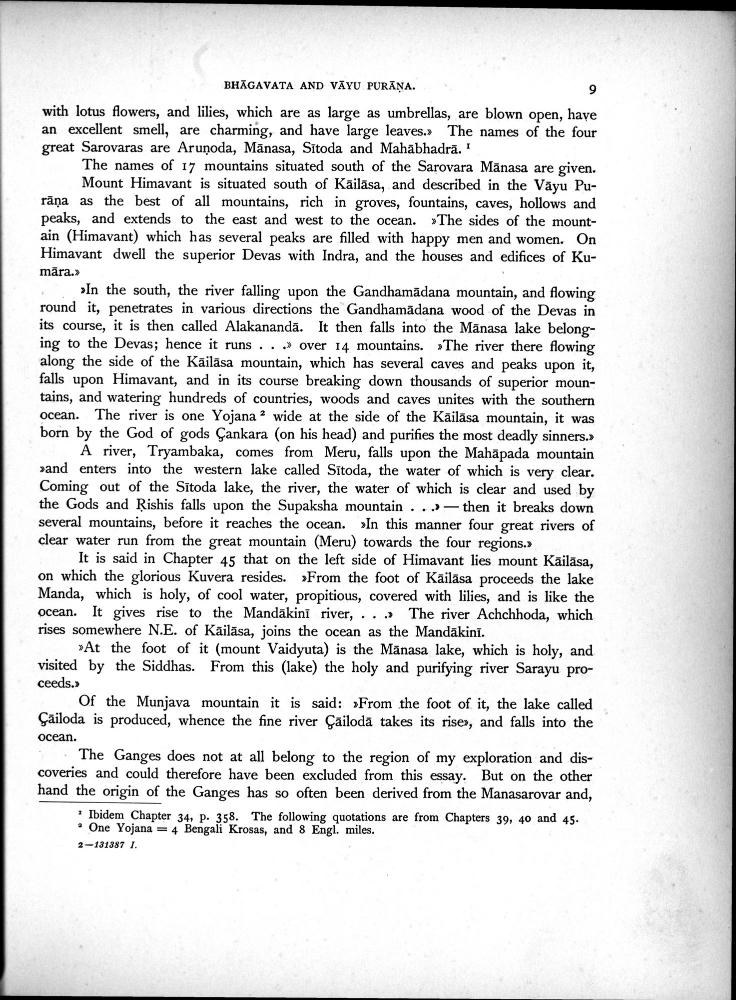 BHĀGAVATA AND VĀYU PURĀṆA.
9
with lotus flowers, and lilies, which are as large as umbrellas, are blown open, have
an excellent smell, are charming, and have large leaves.» The names of the four
great Sarovaras are Aruṇoda, Mānasa, Sītoda and Mahābhadrā. ¹
The names of 17 mountains situated south of the Sarovara Mānasa are given.
Mount Himavant is situated south of Kāilāsa, and described in the Vāyu Pu-
rāṇa as the best of all mountains, rich in groves, fountains, caves, hollows and
peaks, and extends to the east and west to the ocean. »The sides of the mount-
ain (Himavant) which has several peaks are filled with happy men and women. On
Himavant dwell the superior Devas with Indra, and the houses and edifices of Ku-
māra.»
»In the south, the river falling upon the Gandhamādana mountain, and flowing
round it, penetrates in various directions the Gandhamādana wood of the Devas in
its course, it is then called Alakanandā. It then falls into the Mānasa lake belong-
ing to the Devas; hence it runs . . .» over 14 mountains. »The river there flowing
along the side of the Kāilāsa mountain, which has several caves and peaks upon it,
falls upon Himavant, and in its course breaking down thousands of superior moun-
tains, and watering hundreds of countries, woods and caves unites with the southern
ocean. The river is one Yojana ² wide at the side of the Kāilāsa mountain, it was
born by the God of gods Çankara (on his head) and purifies the most deadly sinners.»
A river, Tryambaka, comes from Meru, falls upon the Mahāpada mountain
»and enters into the western lake called Sītoda, the water of which is very clear.
Coming out of the Sītoda lake, the river, the water of which is clear and used by
the Gods and Ṛishis falls upon the Supaksha mountain . . .» — then it breaks down
several mountains, before it reaches the ocean. »In this manner four great rivers of
clear water run from the great mountain (Meru) towards the four regions.»
It is said in Chapter 45 that on the left side of Himavant lies mount Kāilāsa,
on which the glorious Kuvera resides. »From the foot of Kāilāsa proceeds the lake
Manda, which is holy, of cool water, propitious, covered with lilies, and is like the
ocean. It gives rise to the Mandākinī river, . . .» The river Achchhoda, which
rises somewhere N.E. of Kāilāsa, joins the ocean as the Mandākinī.
»At the foot of it (mount Vaidyuta) is the Mānasa lake, which is holy, and
visited by the Siddhas. From this (lake) the holy and purifying river Sarayu pro-
ceeds.»
Of the Munjava mountain it is said: »From the foot of it, the lake called
Çāiloda is produced, whence the fine river Çāilodā takes its rise», and falls into the
ocean.
The Ganges does not at all belong to the region of my exploration and dis-
coveries and could therefore have been excluded from this essay. But on the other
hand the origin of the Ganges has so often been derived from the Manasarovar and,
¹ Ibidem Chapter 34, p. 358. The following quotations are from Chapters 39, 40 and 45.
² One Yojana = 4 Bengali Krosas, and 8 Engl. miles.
2—131387 I.